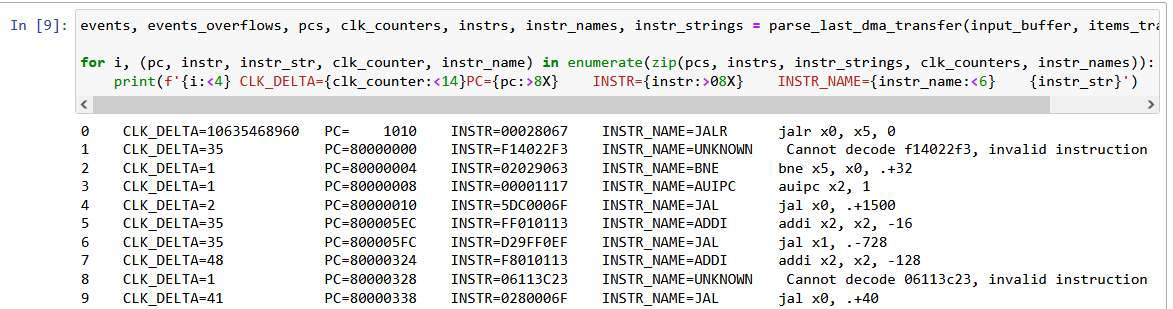 In [9]: events, events_overflows, pcs, clk_counters, instrs, instr_names, instr_strings = parse_last_dma_transfer(input_buffer, items_tra
for i, (pc, instr, instr_str, clk_counter, instr_name) in enumerate(zip(pcs, instrs, instr_strings, clk_counters, instr_names)):
    print(f'{i:<4} CLK_DELTA={clk_counter:<14}PC={pc:>8X}    INSTR={instr:>08X}    INSTR_NAME={instr_name:<6}    {instr_str}')
0    CLK_DELTA=10635468960   PC=    1010    INSTR=00028067    INSTR_NAME=JALR      jalr x0, x5, 0
1    CLK_DELTA=35            PC=80000000    INSTR=F14022F3    INSTR_NAME=UNKNOWN    Cannot decode f14022f3, invalid instruction
2    CLK_DELTA=1             PC=80000004    INSTR=02029063    INSTR_NAME=BNE       bne x5, x0, .+32
3    CLK_DELTA=1             PC=80000008    INSTR=00001117    INSTR_NAME=AUIPC     auipc x2, 1
4    CLK_DELTA=2             PC=80000010    INSTR=5DC0006F    INSTR_NAME=JAL       jal x0, .+1500
5    CLK_DELTA=35            PC=800005EC    INSTR=FF010113    INSTR_NAME=ADDI      addi x2, x2, -16
6    CLK_DELTA=35            PC=800005FC    INSTR=D29FF0EF    INSTR_NAME=JAL       jal x1, .-728
7    CLK_DELTA=48            PC=80000324    INSTR=F8010113    INSTR_NAME=ADDI      addi x2, x2, -128
8    CLK_DELTA=1             PC=80000328    INSTR=06113C23    INSTR_NAME=UNKNOWN    Cannot decode 06113c23, invalid instruction
9    CLK_DELTA=41            PC=80000338    INSTR=0280006F    INSTR_NAME=JAL       jal x0, .+40